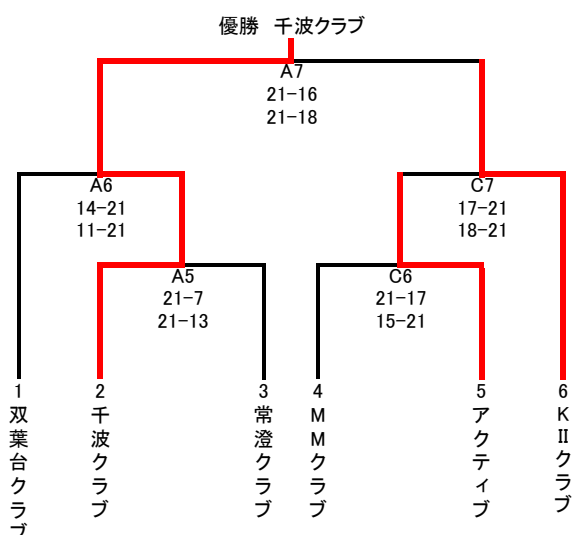 優勝 千波クラブ
A7
21-16
21-18
A6
14-21
11-21
C7
17-21
18-21
A5
21-7
21-13
C6
21-17
15-21
1
双葉台クラブ
2
千波クラブ
3
常澄クラブ
4
MMクラブ
5
アクティブ
6
KIIクラブ